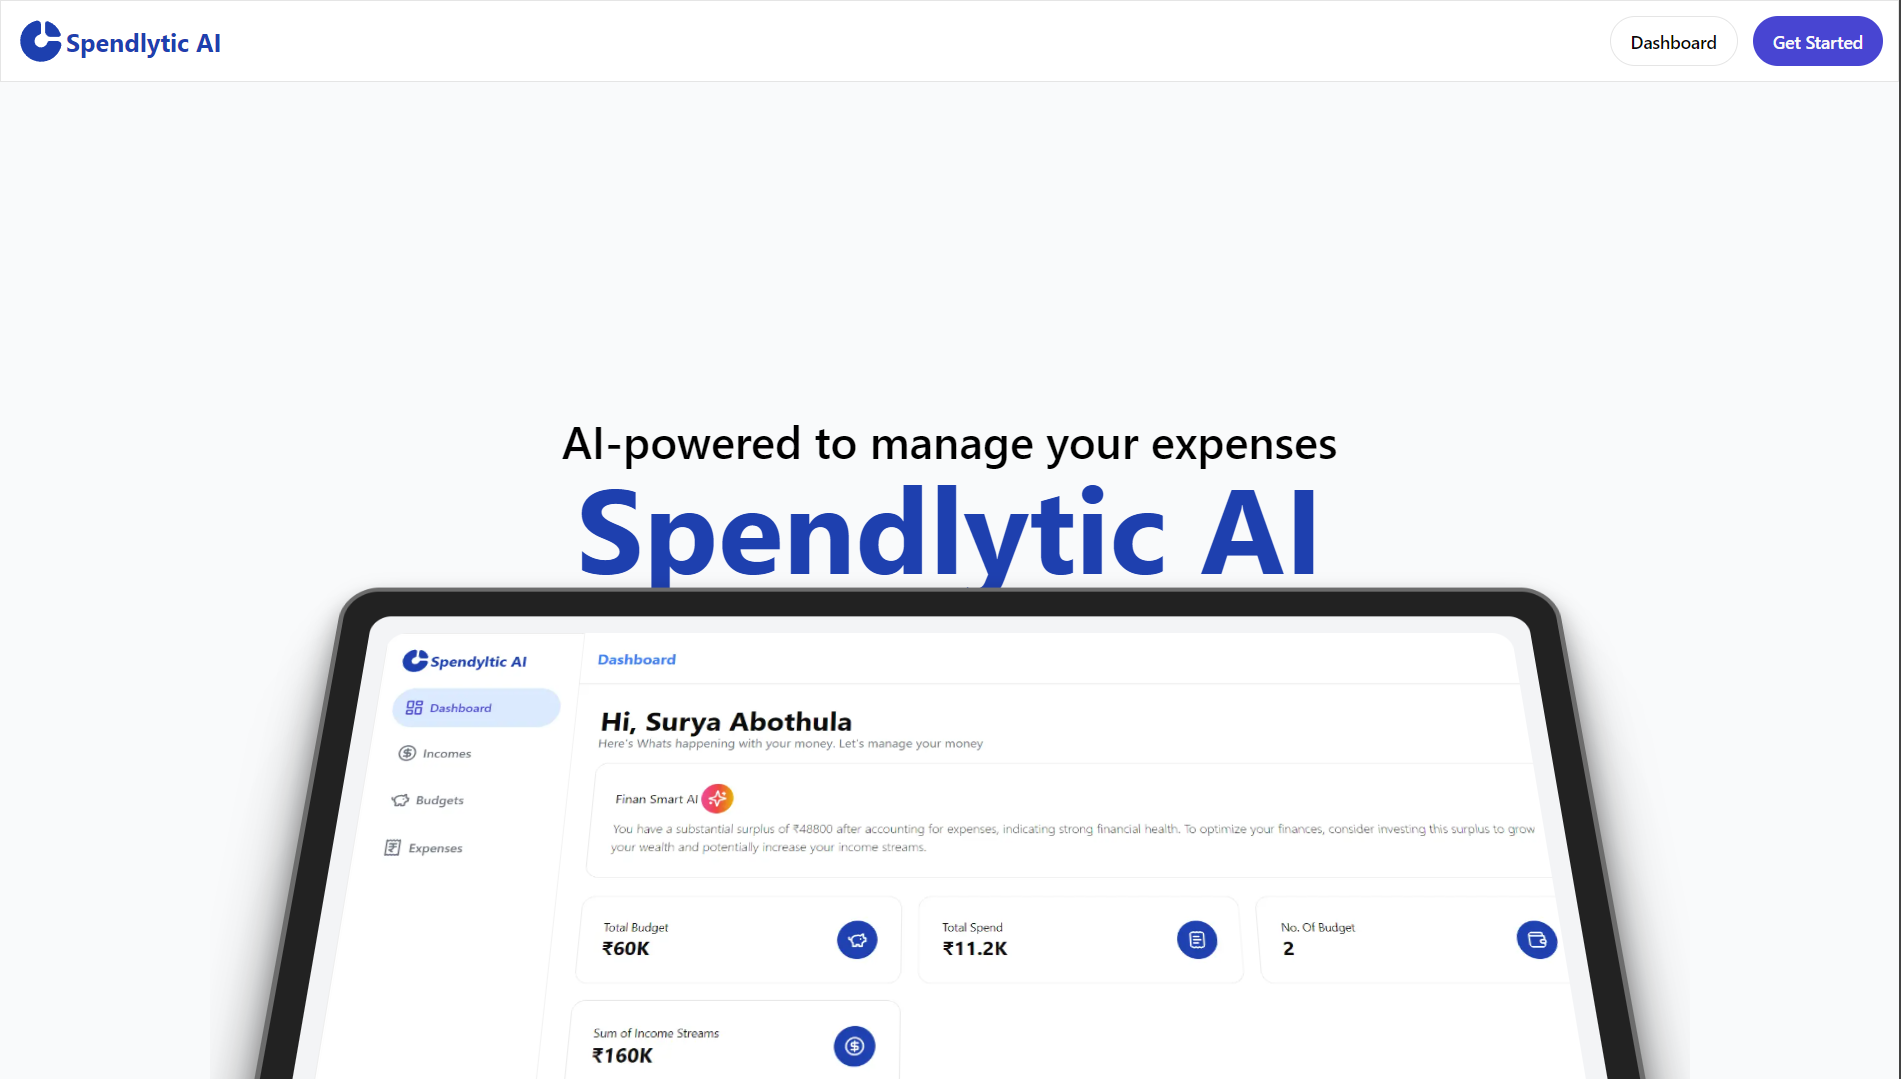 Spendlytic AI
Dashboard
Get Started
AI-powered to manage your expenses
Spendlytic AI
Spendyltic AI
Dashboard
Dashboard
Incomes
Budgets
Expenses
Hi, Surya Abothula
Here's Whats happening with your money. Let's manage your money
Finan Smart AI
You have a substantial surplus of ₹48800 after accounting for expenses, indicating strong financial health. To optimize your finances, consider investing this surplus to grow
your wealth and potentially increase your income streams.
Total Budget
₹60K
Total Spend
₹11.2K
No. Of Budget
2
Sum of Income Streams
₹160K